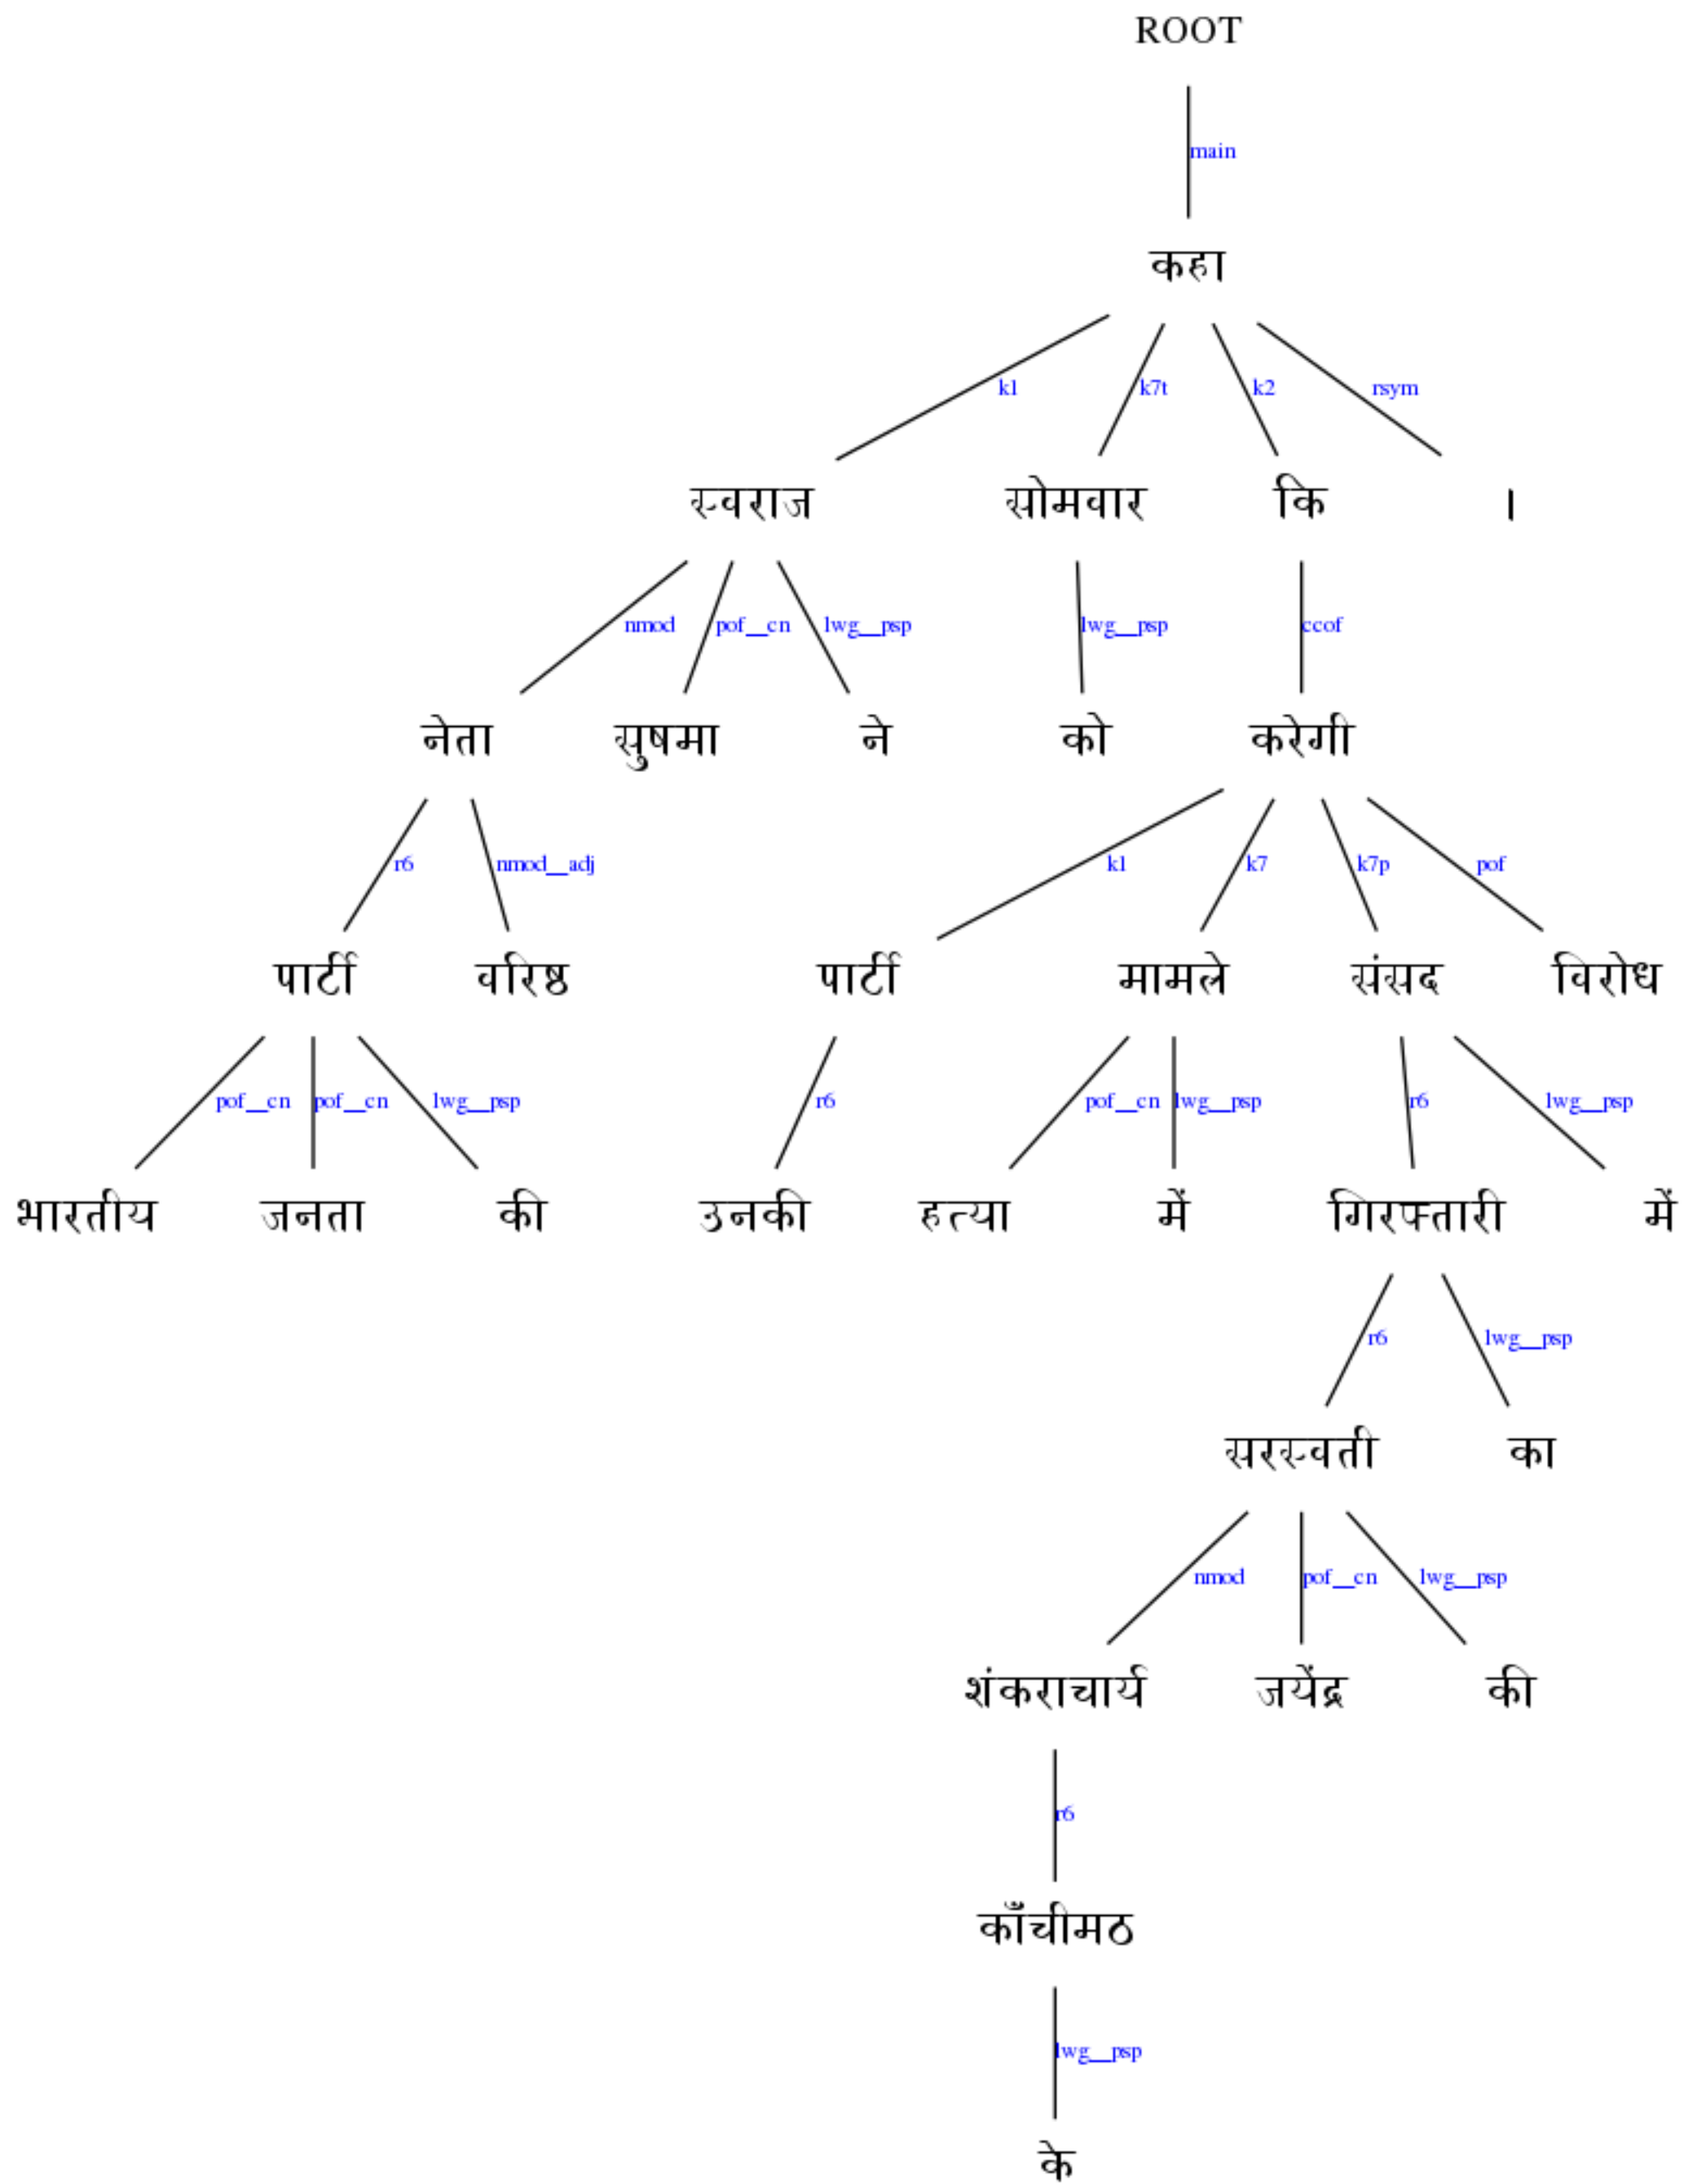 ROOT
main
कहा
k1 k7t k2 rsym
स्वराज सोमवार कि ।
nmod pof__cn lwg__psp lwg__psp ccof
नेता सुषमा ने को करेगी
r6 nmod__adj k1 k7 k7p pof
पार्टी वरिष्ठ पार्टी मामले संसद विरोध
pof__cn pof__cn lwg__psp r6 pof__cn lwg__psp r6 lwg__psp
भारतीय जनता की उनकी हत्या में गिरफ्तारी में
r6 lwg__psp
सरस्वती का
nmod pof__cn lwg__psp
शंकराचार्य जयेंद्र की
r6
काँचीमठ
lwg__psp
के